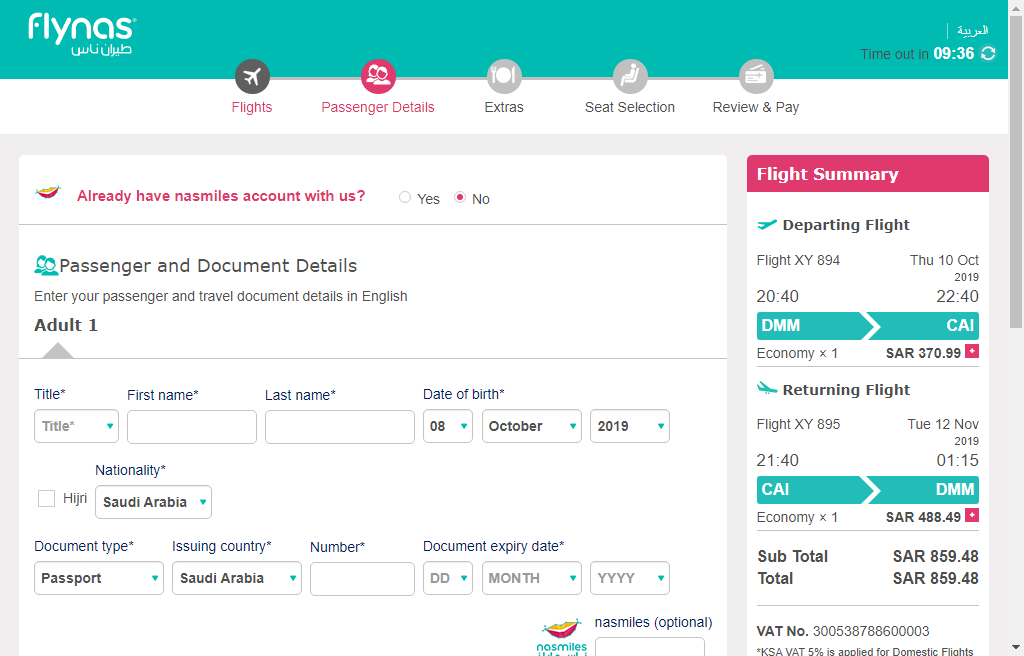 flynas
طيران ناس
العربية
Time out in 09:36
Flights
Passenger Details
Extras
Seat Selection
Review & Pay
Already have nasmiles account with us?
Yes
No
Passenger and Document Details
Enter your passenger and travel document details in English
Adult 1
Title*
First name*
Last name*
Date of birth*
Title*
08
October
2019
Hijri
Nationality*
Saudi Arabia
Document type*
Issuing country*
Number*
Document expiry date*
Passport
Saudi Arabia
DD
MONTH
YYYY
nasmiles
nasmiles (optional)
Flight Summary
Departing Flight
Flight XY 894
Thu 10 Oct
2019
20:40
22:40
DMM
CAI
Economy × 1
SAR 370.99 +
Returning Flight
Flight XY 895
Tue 12 Nov
2019
21:40
01:15
CAI
DMM
Economy × 1
SAR 488.49 +
Sub Total
SAR 859.48
Total
SAR 859.48
VAT No. 300538788600003
*KSA VAT 5% is applied for Domestic Flights